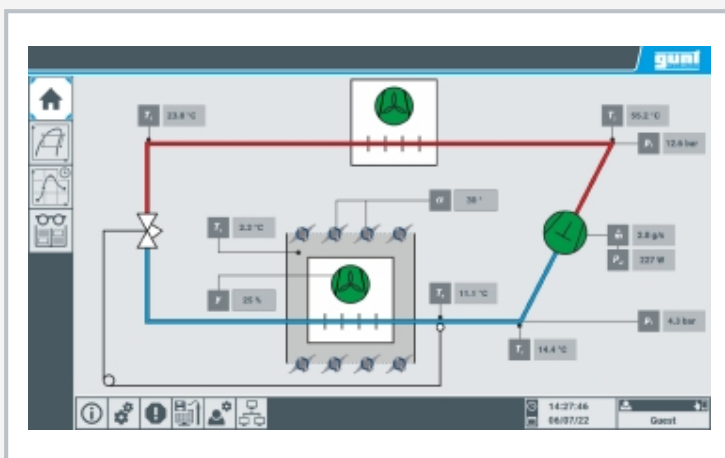 gunt
23.8 °C
55.2 °C
12.6 bar
α 30 °
2.2 °C
3.8 g/s
227 W
25 %
11.1 °C
4.3 bar
14.4 °C
14:27:46
06/07/22
Guest